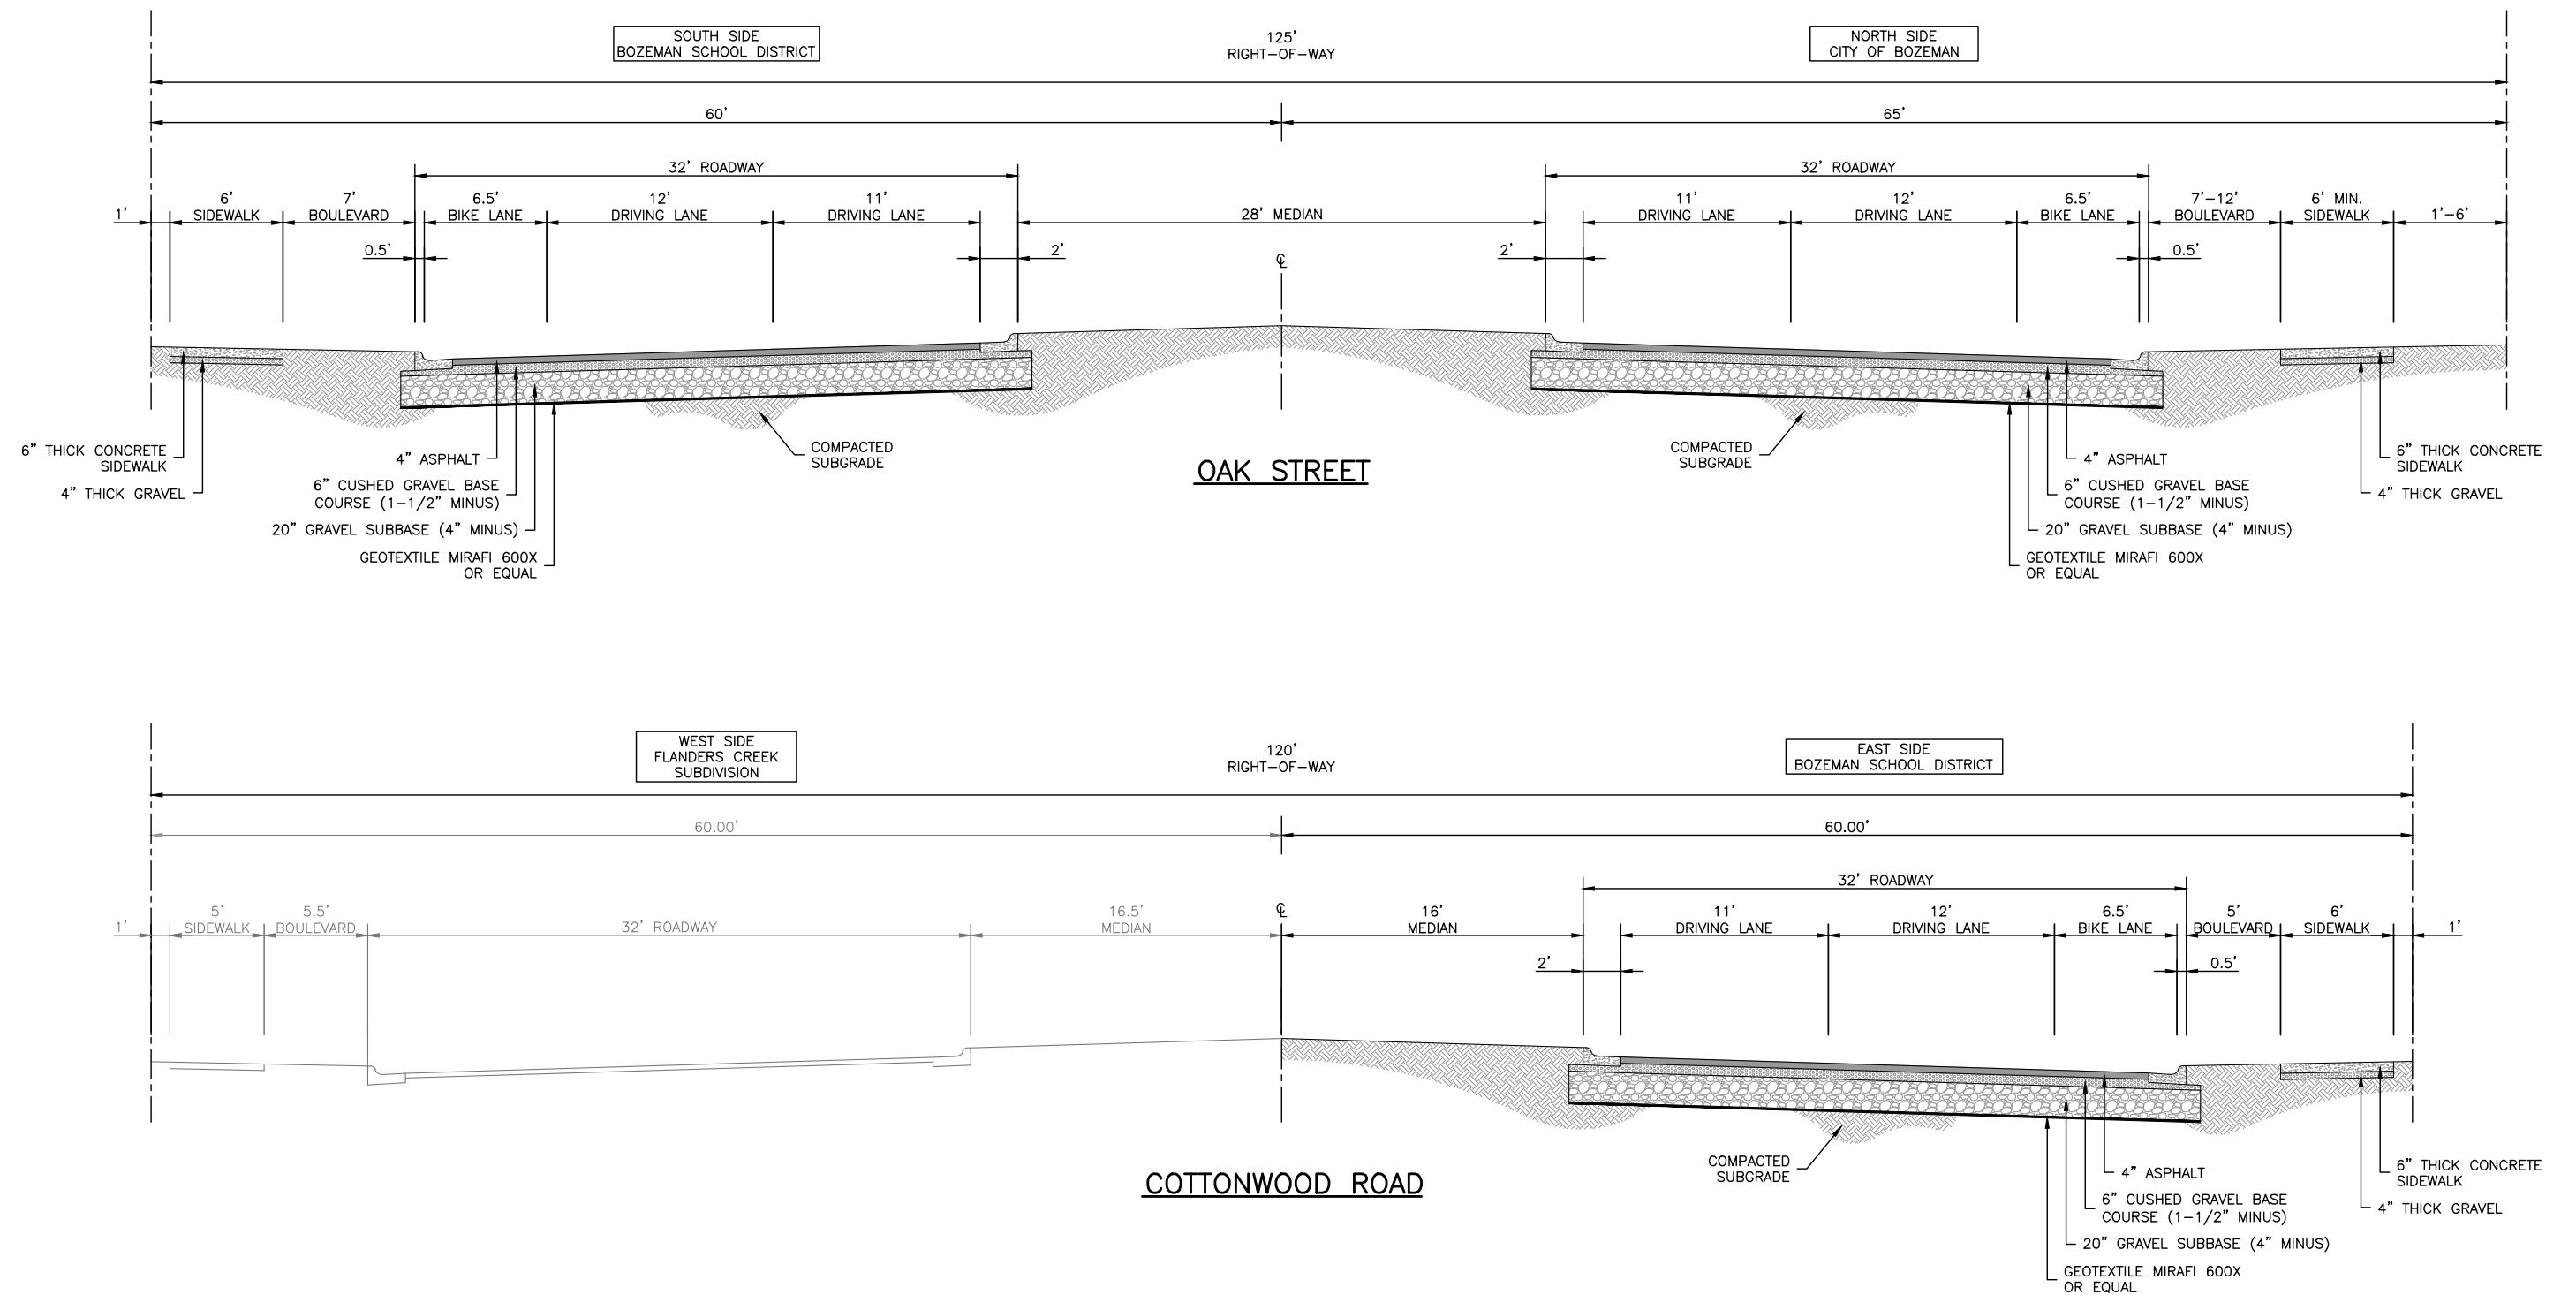 SOUTH SIDE
BOZEMAN SCHOOL DISTRICT
125’
RIGHT-OF-WAY
NORTH SIDE
CITY OF BOZEMAN
60’
65’
32’ ROADWAY
32’ ROADWAY
1’
6’
SIDEWALK
7’
BOULEVARD
6.5’
BIKE LANE
12’
DRIVING LANE
11’
DRIVING LANE
28’ MEDIAN
11’
DRIVING LANE
12’
DRIVING LANE
6.5’
BIKE LANE
7’-12’
BOULEVARD
6’ MIN.
SIDEWALK
1’-6’
0.5’
2’
℄
2’
0.5’
6” THICK CONCRETE
SIDEWALK
4” THICK GRAVEL
4” ASPHALT
6” CUSHED GRAVEL BASE
COURSE (1-1/2” MINUS)
20” GRAVEL SUBBASE (4” MINUS)
GEOTEXTILE MIRAFI 600X
OR EQUAL
COMPACTED
SUBGRADE
OAK STREET
COMPACTED
SUBGRADE
4” ASPHALT
6” CUSHED GRAVEL BASE
COURSE (1-1/2” MINUS)
20” GRAVEL SUBBASE (4” MINUS)
GEOTEXTILE MIRAFI 600X
OR EQUAL
6” THICK CONCRETE
SIDEWALK
4” THICK GRAVEL
WEST SIDE
FLANDERS CREEK
SUBDIVISION
120’
RIGHT-OF-WAY
EAST SIDE
BOZEMAN SCHOOL DISTRICT
60.00’
60.00’
32’ ROADWAY
1’
5’
SIDEWALK
5.5’
BOULEVARD
32’ ROADWAY
16.5’
MEDIAN
℄
16’
MEDIAN
11’
DRIVING LANE
12’
DRIVING LANE
6.5’
BIKE LANE
5’
BOULEVARD
6’
SIDEWALK
1’
2’
0.5’
COMPACTED
SUBGRADE
COTTONWOOD ROAD
4” ASPHALT
6” CUSHED GRAVEL BASE
COURSE (1-1/2” MINUS)
20” GRAVEL SUBBASE (4” MINUS)
GEOTEXTILE MIRAFI 600X
OR EQUAL
6” THICK CONCRETE
SIDEWALK
4” THICK GRAVEL